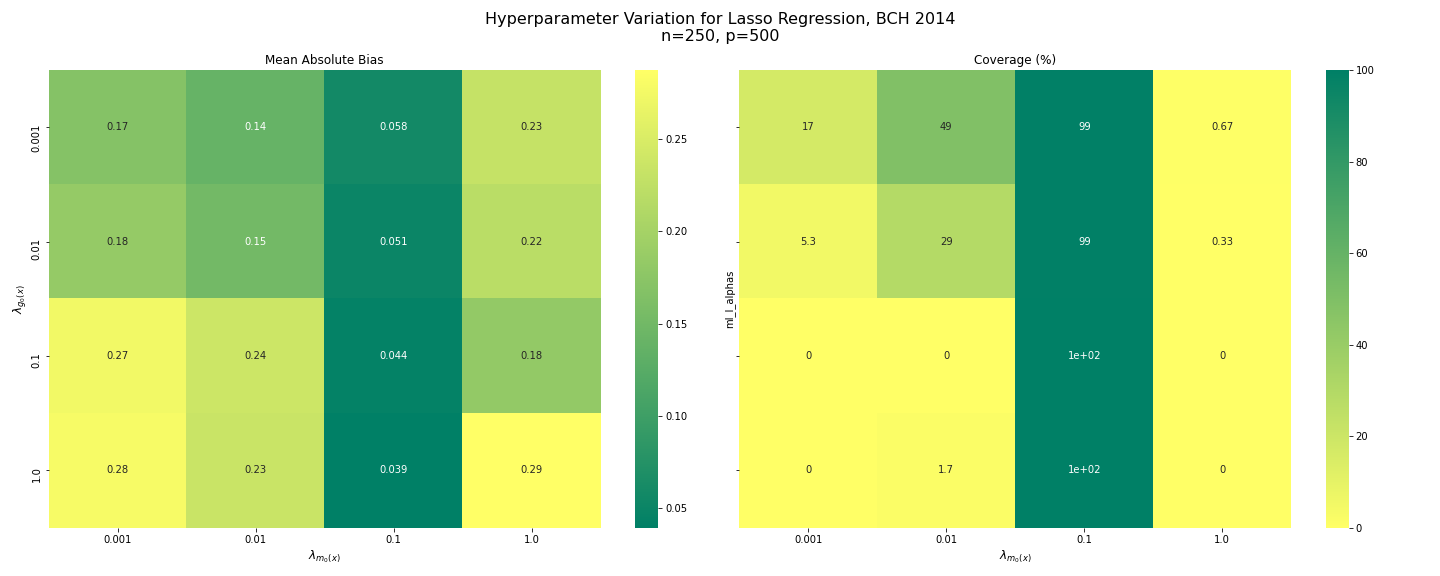 Hyperparameter Variation for Lasso Regression, BCH 2014
n=250, p=500
Mean Absolute Bias
0.17 0.14 0.058 0.23
0.18 0.15 0.051 0.22
0.27 0.24 0.044 0.18
0.28 0.23 0.039 0.29
0.001
0.01
0.1
1.0
λ_{g₀(x)}
0.001 0.01 0.1 1.0
λ_{m₀(x)}
0.25
0.20
0.15
0.10
0.05
Coverage (%)
17 49 99 0.67
5.3 29 99 0.33
0 0 1e+02 0
0 1.7 1e+02 0
ml_l_alphas
0.001 0.01 0.1 1.0
λ_{m₀(x)}
100
80
60
40
20
0